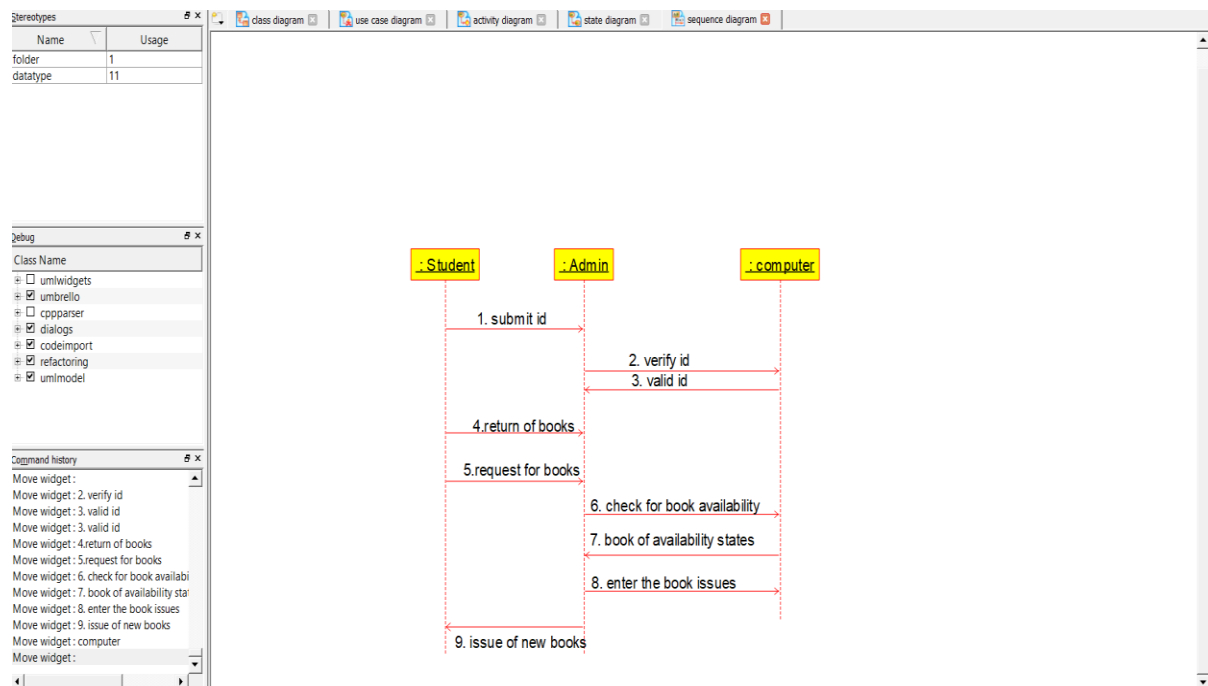 Stereotypes
class diagram
use case diagram
activity diagram
state diagram
sequence diagram
Name Usage
folder 1
datatype 11
Debug
Class Name
umlwidgets
umbrello
cppparser
dialogs
codeimport
refactoring
umlmodel
Command history
Move widget :
Move widget : 2. verify id
Move widget : 3. valid id
Move widget : 3. valid id
Move widget : 4.return of books
Move widget : 5.request for books
Move widget : 6. check for book availabi
Move widget : 7. book of availability sta
Move widget : 8. enter the book issues
Move widget : 9. issue of new books
Move widget : computer
Move widget :
: Student
: Admin
: computer
1. submit id
2. verify id
3. valid id
4.return of books
5.request for books
6. check for book availability
7. book of availability states
8. enter the book issues
9. issue of new books